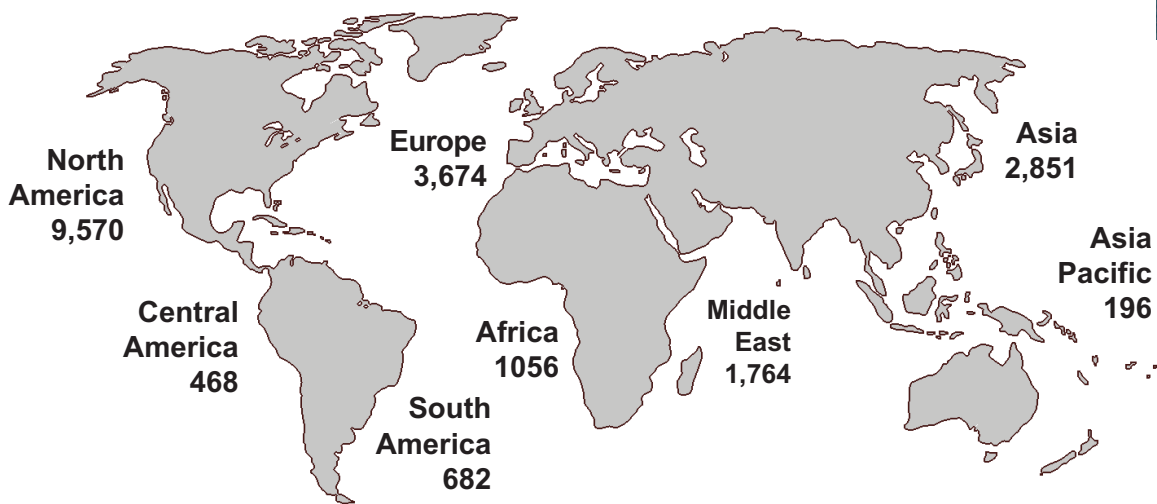 North
America
9,570
Europe
3,674
Asia
2,851
Asia
Pacific
196
Central
America
468
Africa
1056
Middle
East
1,764
South
America
682